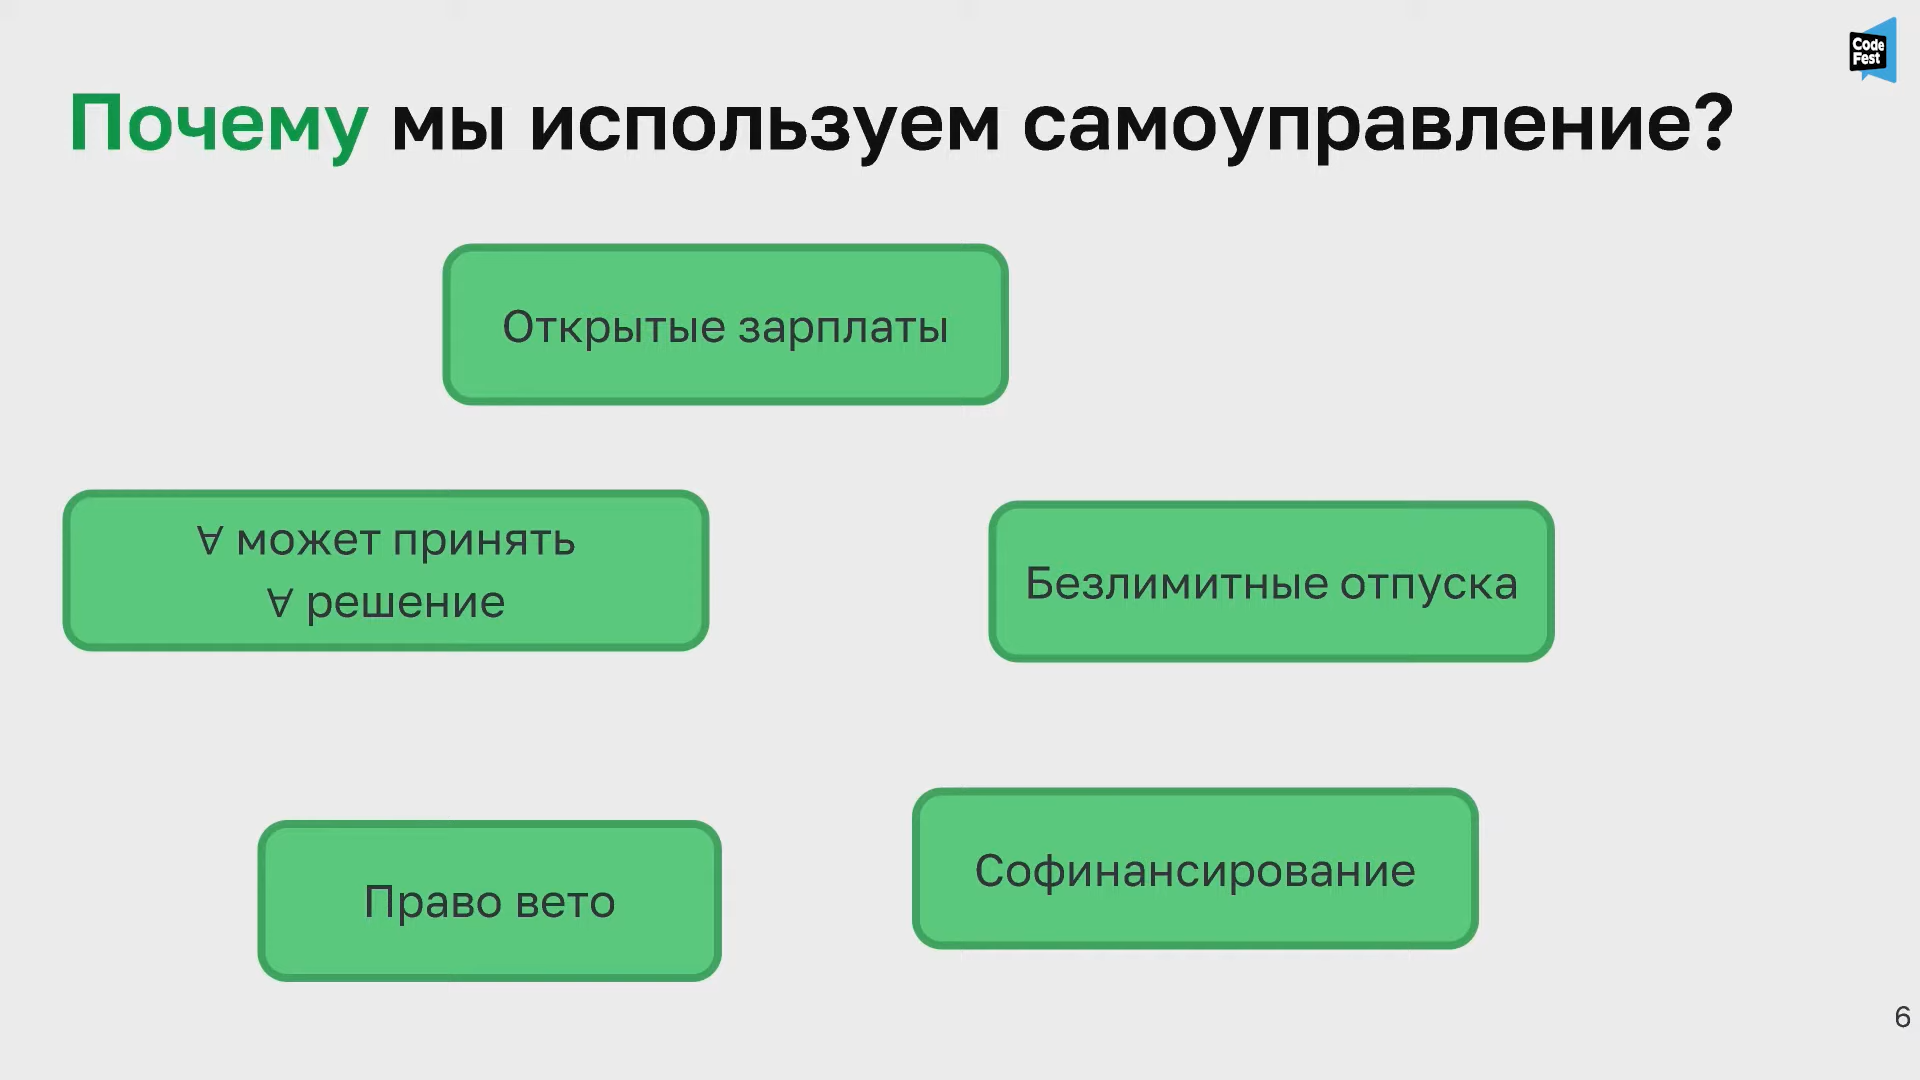 Code
Fest
Почему мы используем самоуправление?
Открытые зарплаты
∀ может принять
∀ решение
Безлимитные отпуска
Право вето
Софинансирование
6